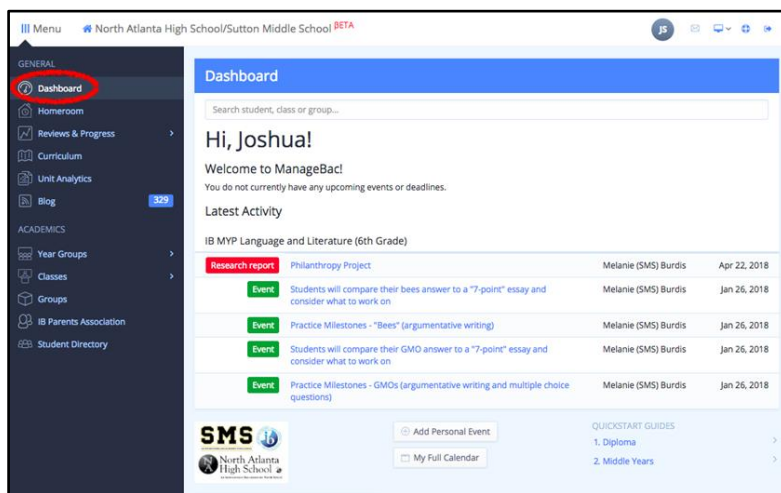 Menu
North Atlanta High School/Sutton Middle School BETA
JS
GENERAL
Dashboard
Homeroom
Reviews & Progress
Curriculum
Unit Analytics
Blog 329
ACADEMICS
Year Groups
Classes
Groups
IB Parents Association
Student Directory
Dashboard
Search student, class or group...
Hi, Joshua!
Welcome to ManageBac!
You do not currently have any upcoming events or deadlines.
Latest Activity
IB MYP Language and Literature (6th Grade)
Research report Philanthropy Project Melanie (SMS) Burdis Apr 22, 2018
Event Students will compare their bees answer to a "7-point" essay and Melanie (SMS) Burdis Jan 26, 2018
consider what to work on
Event Practice Milestones - "Bees" (argumentative writing) Melanie (SMS) Burdis Jan 26, 2018
Event Students will compare their GMO answer to a "7-point" essay and Melanie (SMS) Burdis Jan 26, 2018
consider what to work on
Event Practice Milestones - GMOs (argumentative writing and multiple choice Melanie (SMS) Burdis Jan 26, 2018
questions)
SMS
North Atlanta
High School
Add Personal Event
My Full Calendar
QUICKSTART GUIDES
1. Diploma
2. Middle Years